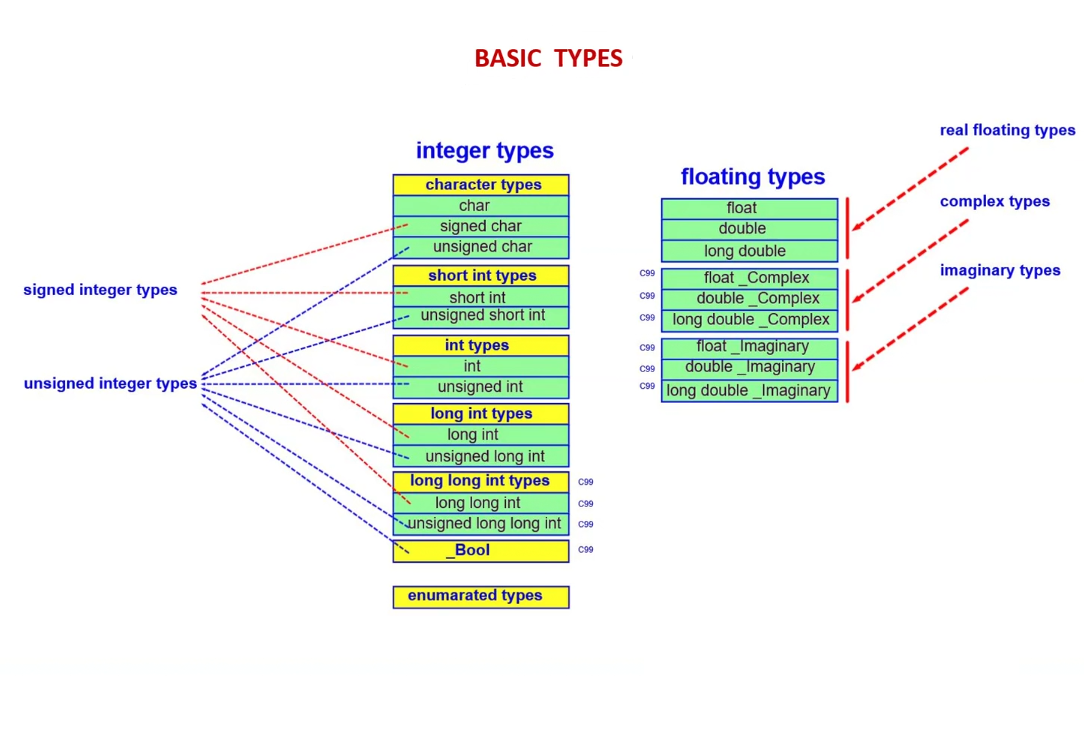 BASIC TYPES
integer types
character types
char
signed char
unsigned char
short int types
short int
unsigned short int
int types
int
unsigned int
long int types
long int
unsigned long int
long long int types C99
long long int C99
unsigned long long int C99
_Bool C99
enumarated types
signed integer types
unsigned integer types
floating types
float
double
long double
C99 float _Complex
C99 double _Complex
C99 long double _Complex
C99 float _Imaginary
C99 double _Imaginary
C99 long double _Imaginary
real floating types
complex types
imaginary types